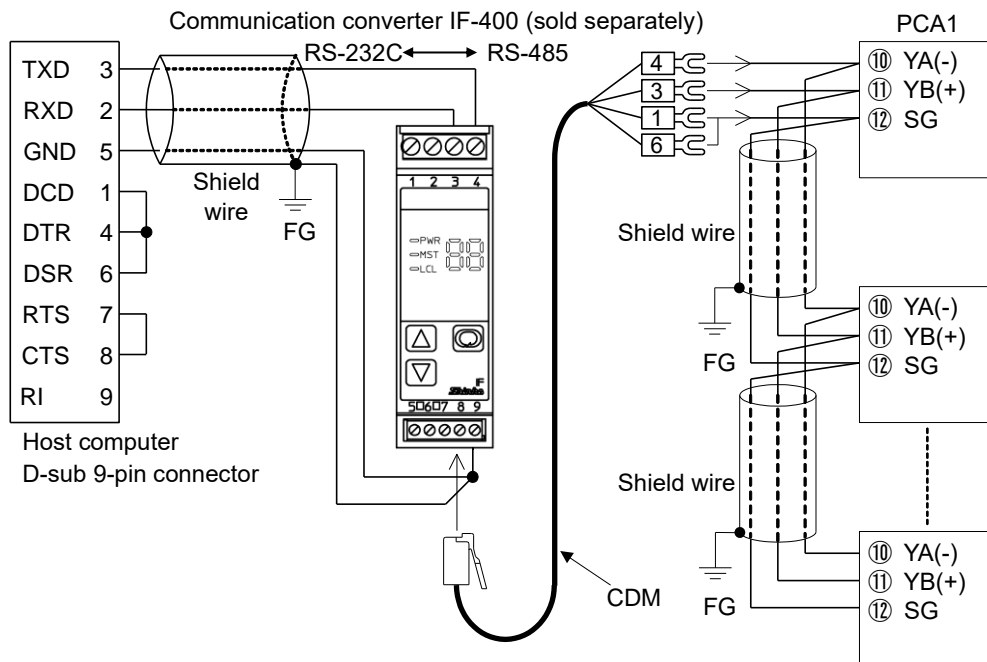 Communication converter IF-400 (sold separately)
RS-232C RS-485
PCA1
TXD 3
RXD 2
GND 5
DCD 1
DTR 4
DSR 6
RTS 7
CTS 8
RI 9
Host computer
D-sub 9-pin connector
Shield
wire
FG
1 2 3 4
PWR
MST
LCL
88
IF
Shinko
5 6 7 8 9
4
3
1
6
CDM
⑩ YA(-)
⑪ YB(+)
⑫ SG
Shield wire
FG
⑩ YA(-)
⑪ YB(+)
⑫ SG
Shield wire
FG
⑩ YA(-)
⑪ YB(+)
⑫ SG